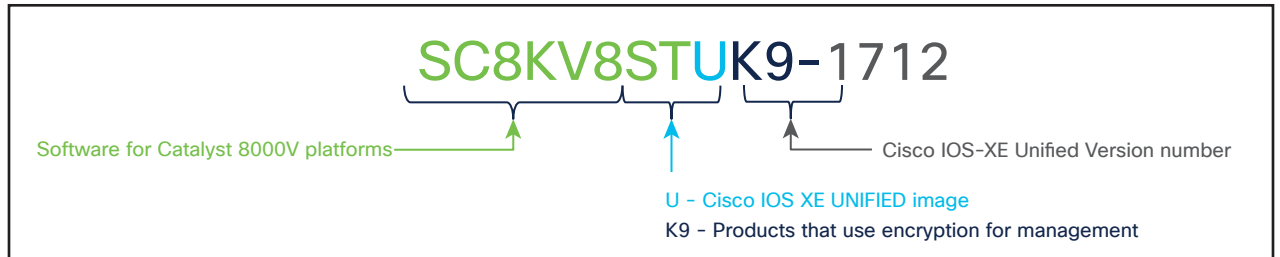 SC8KV8STUK9-1712
Software for Catalyst 8000V platforms
Cisco IOS-XE Unified Version number
U - Cisco IOS XE UNIFIED image
K9 - Products that use encryption for management